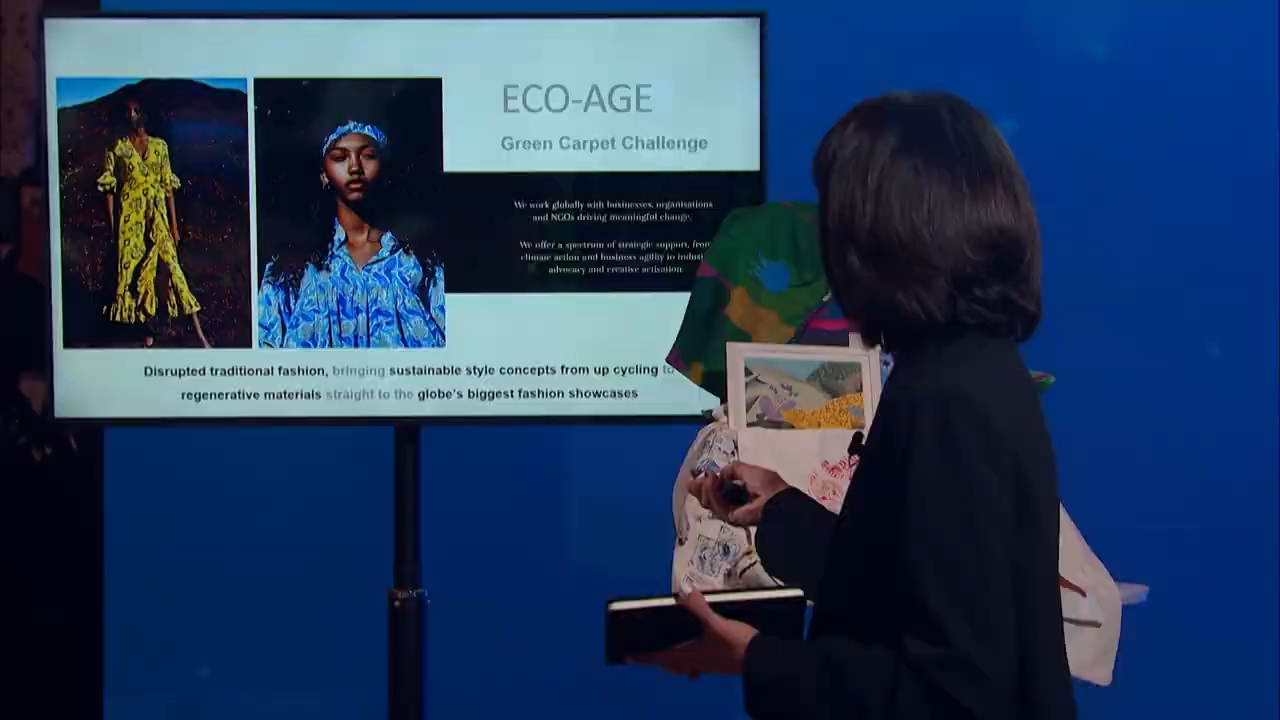 ECO-AGE
Green Carpet Challenge
We work globally with businesses, organisations
and NGOs driving meaningful change.
We offer a spectrum of strategic support, from
climate action and business agility to
advocacy and creative activation.
Disrupted traditional fashion, bringing sustainable style concepts from up cycling to
regenerative materials straight to the globe's biggest fashion showcases